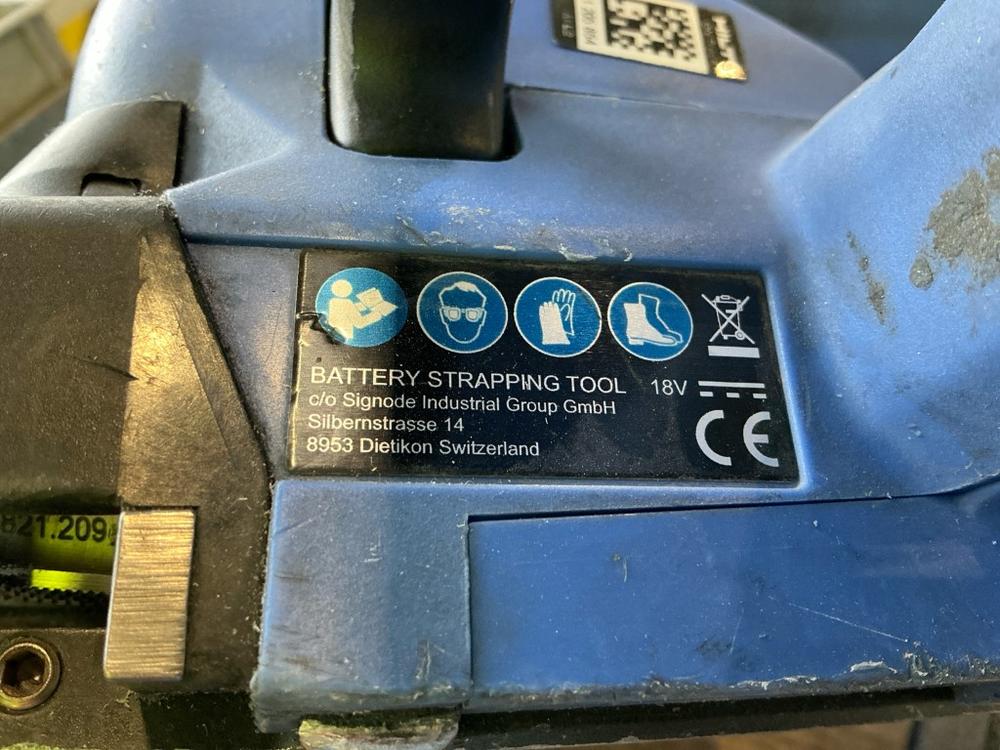 BATTERY STRAPPING TOOL 18V
c/o Signode Industrial Group GmbH
Silbernstrasse 14
8953 Dietikon Switzerland
CE
821.209